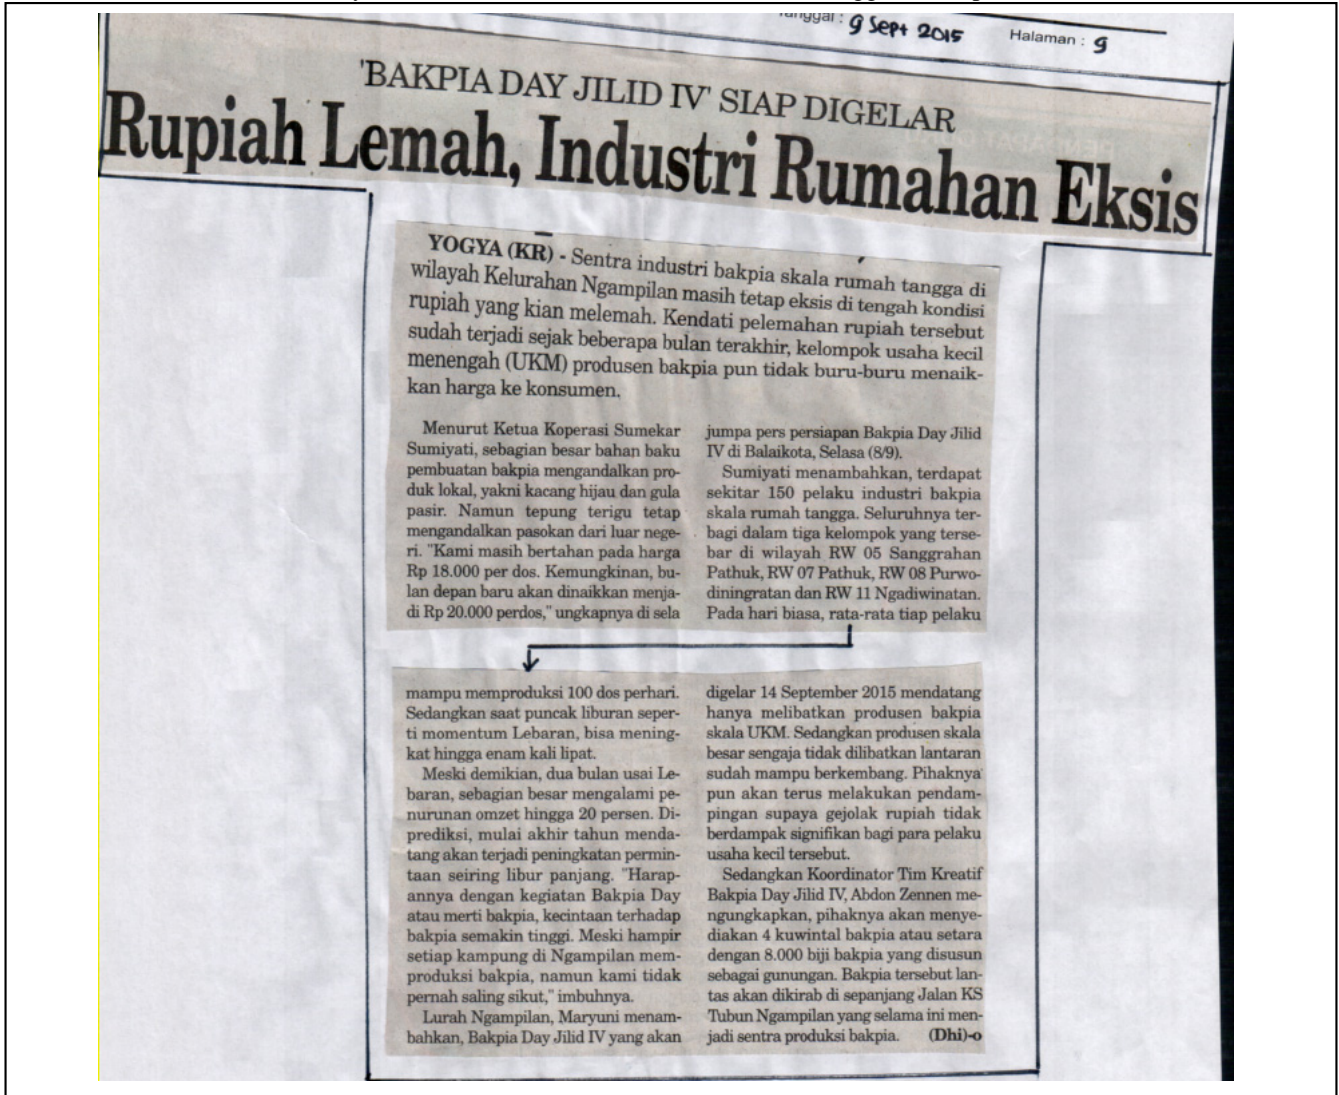 Tanggal : 9 Sept 2015 Halaman : 9
'BAKPIA DAY JILID IV' SIAP DIGELAR
Rupiah Lemah, Industri Rumahan Eksis
YOGYA (KR) - Sentra industri bakpia skala rumah tangga di
wilayah Kelurahan Ngampilan masih tetap eksis di tengah kondisi
rupiah yang kian melemah. Kendati pelemahan rupiah tersebut
sudah terjadi sejak beberapa bulan terakhir, kelompok usaha kecil
menengah (UKM) produsen bakpia pun tidak buru-buru menaik-
kan harga ke konsumen.
Menurut Ketua Koperasi Sumekar
Sumiyati, sebagian besar bahan baku
pembuatan bakpia mengandalkan pro-
duk lokal, yakni kacang hijau dan gula
pasir. Namun tepung terigu tetap
mengandalkan pasokan dari luar nege-
ri. "Kami masih bertahan pada harga
Rp 18.000 per dos. Kemungkinan, bu-
lan depan baru akan dinaikkan menja-
di Rp 20.000 perdos," ungkapnya di sela
jumpa pers persiapan Bakpia Day Jilid
IV di Balaikota, Selasa (8/9).
Sumiyati menambahkan, terdapat
sekitar 150 pelaku industri bakpia
skala rumah tangga. Seluruhnya ter-
bagi dalam tiga kelompok yang terse-
bar di wilayah RW 05 Sanggrahan
Pathuk, RW 07 Pathuk, RW 08 Purwo-
diningratan dan RW 11 Ngadiwinatan.
Pada hari biasa, rata-rata tiap pelaku
mampu memproduksi 100 dos perhari.
Sedangkan saat puncak liburan seper-
ti momentum Lebaran, bisa mening-
kat hingga enam kali lipat.
Meski demikian, dua bulan usai Le-
baran, sebagian besar mengalami pe-
nurunan omzet hingga 20 persen. Di-
prediksi, mulai akhir tahun menda-
tang akan terjadi peningkatan permin-
taan seiring libur panjang. "Harap-
annya dengan kegiatan Bakpia Day
atau merti bakpia, kecintaan terhadap
bakpia semakin tinggi. Meski hampir
setiap kampung di Ngampilan mem-
produksi bakpia, namun kami tidak
pernah saling sikut," imbuhnya.
Lurah Ngampilan, Maryuni menam-
bahkan, Bakpia Day Jilid IV yang akan
digelar 14 September 2015 mendatang
hanya melibatkan produsen bakpia
skala UKM. Sedangkan produsen skala
besar sengaja tidak dilibatkan lantaran
sudah mampu berkembang. Pihaknya
pun akan terus melakukan pendam-
pingan supaya gejolak rupiah tidak
berdampak signifikan bagi para pelaku
usaha kecil tersebut.
Sedangkan Koordinator Tim Kreatif
Bakpia Day Jilid IV, Abdon Zennen me-
ngungkapkan, pihaknya akan menye-
diakan 4 kuwintal bakpia atau setara
dengan 8.000 biji bakpia yang disusun
sebagai gunungan. Bakpia tersebut lan-
tas akan dikirab di sepanjang Jalan KS
Tubun Ngampilan yang selama ini men-
jadi sentra produksi bakpia. (Dhi)-o